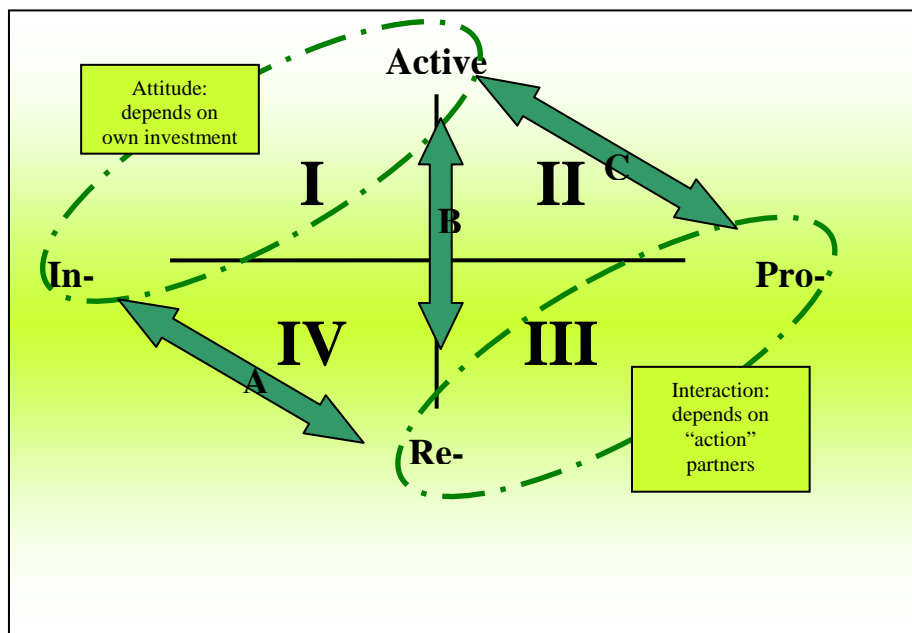 Active
Attitude:
depends on
own investment
I
II
C
B
In-
Pro-
IV
III
A
Interaction:
depends on
“action”
partners
Re-